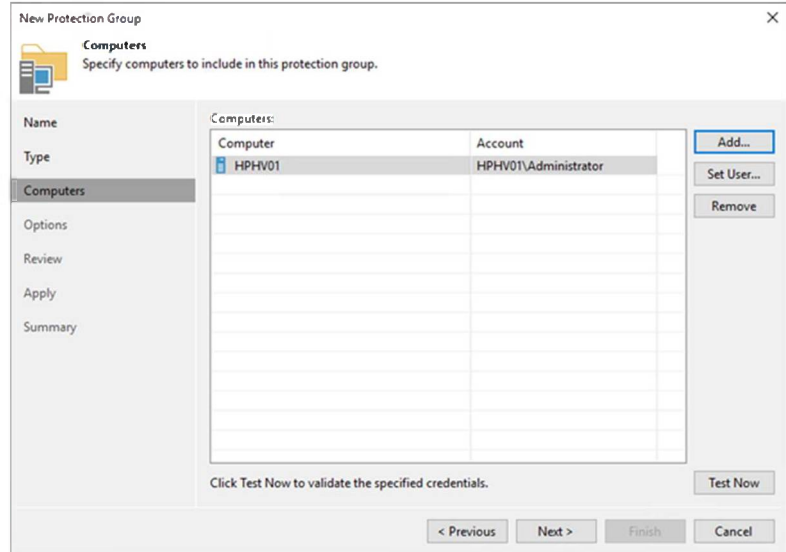 New Protection Group
Computers
Specify computers to include in this protection group.
Name
Type
Computers
Options
Review
Apply
Summary
Computers:
Computer Account
HPHV01 HPHV01\Administrator
Add...
Set User...
Remove
Click Test Now to validate the specified credentials.
Test Now
< Previous Next > Finish Cancel